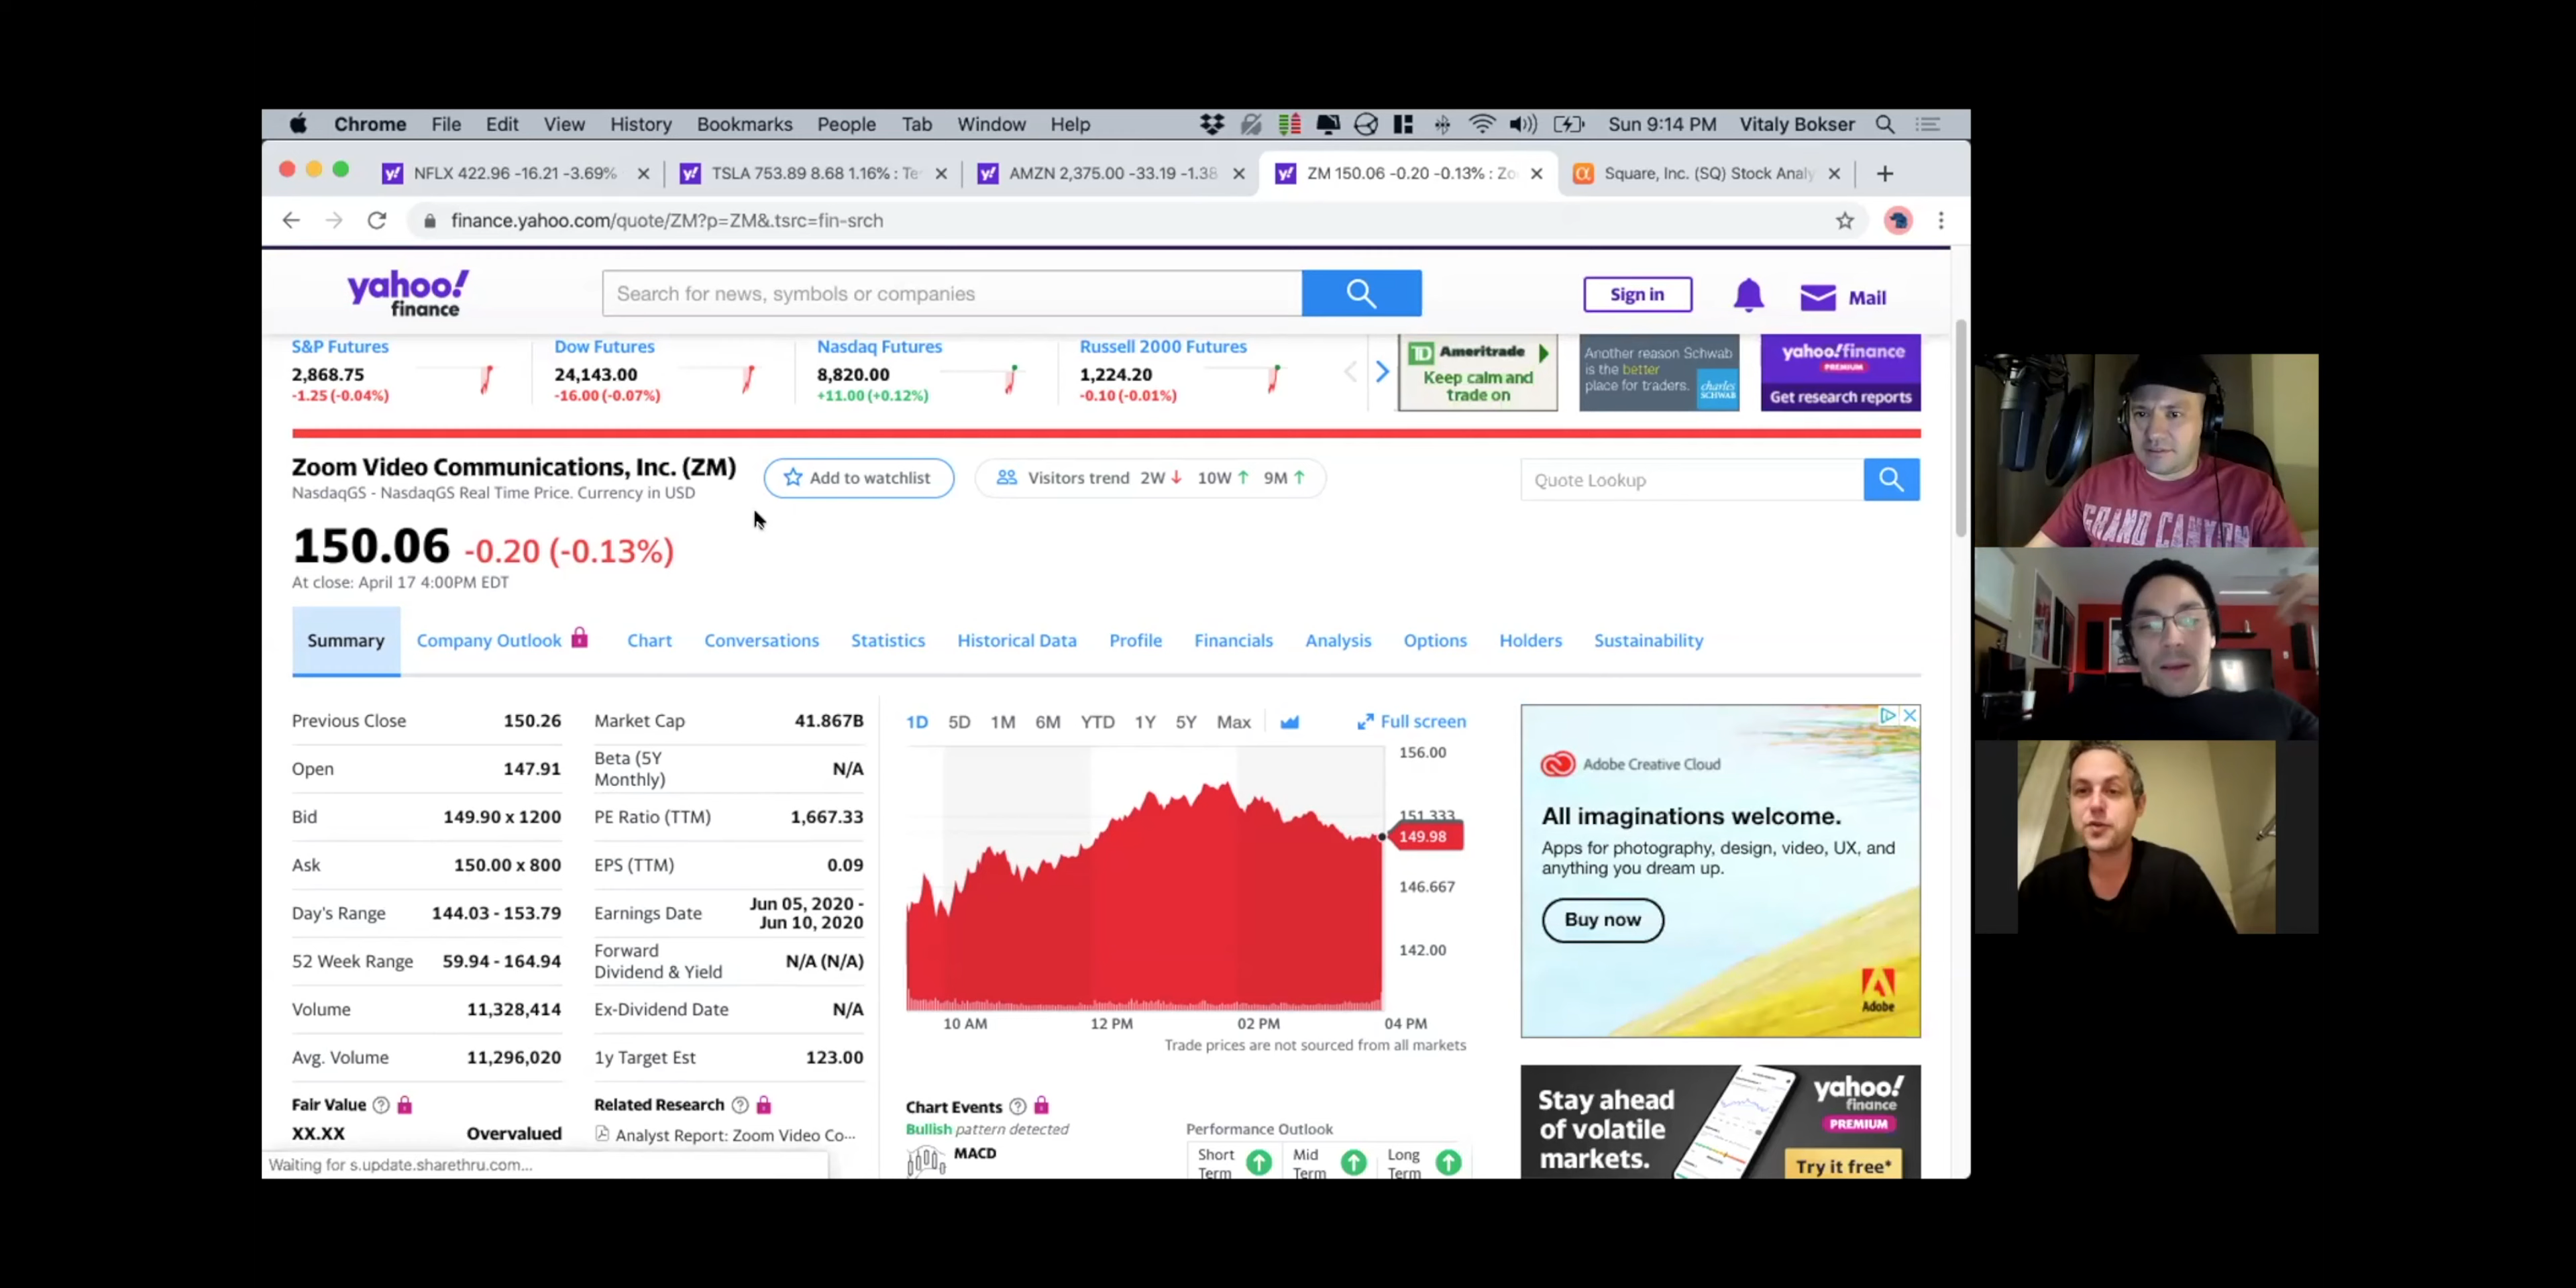 Chrome File Edit View History Bookmarks People Tab Window Help Sun 9:14 PM Vitaly Bokser
NFLX 422.96 -16.21 -3.69% TSLA 753.89 8.68 1.16% : Te AMZN 2,375.00 -33.19 -1.38 ZM 150.06 -0.20 -0.13% : Zo Square, Inc. (SQ) Stock Analy
finance.yahoo.com/quote/ZM?p=ZM&.tsrc=fin-srch
yahoo!
finance
Search for news, symbols or companies
Sign in
Mail
S&P Futures
2,868.75
-1.25 (-0.04%)
Dow Futures
24,143.00
-16.00 (-0.07%)
Nasdaq Futures
8,820.00
+11.00 (+0.12%)
Russell 2000 Futures
1,224.20
-0.10 (-0.01%)
TD Ameritrade
Keep calm and
trade on
Another reason Schwab
is the better
place for traders.
charles
SCHWAB
yahoo!finance
PREMIUM
Get research reports
Zoom Video Communications, Inc. (ZM)
NasdaqGS - NasdaqGS Real Time Price. Currency in USD
Add to watchlist
Visitors trend 2W ↓ 10W ↑ 9M ↑
Quote Lookup
150.06 -0.20 (-0.13%)
At close: April 17 4:00PM EDT
Summary Company Outlook Chart Conversations Statistics Historical Data Profile Financials Analysis Options Holders Sustainability
Previous Close 150.26
Open 147.91
Bid 149.90 x 1200
Ask 150.00 x 800
Day's Range 144.03 - 153.79
52 Week Range 59.94 - 164.94
Volume 11,328,414
Avg. Volume 11,296,020
Fair Value
XX.XX Overvalued
Market Cap 41.867B
Beta (5Y
Monthly) N/A
PE Ratio (TTM) 1,667.33
EPS (TTM) 0.09
Earnings Date Jun 05, 2020 -
Jun 10, 2020
Forward
Dividend & Yield N/A (N/A)
Ex-Dividend Date N/A
1y Target Est 123.00
Related Research
Analyst Report: Zoom Video Co...
1D 5D 1M 6M YTD 1Y 5Y Max Full screen
156.00
151.333
149.98
146.667
142.00
10 AM 12 PM 02 PM 04 PM
Trade prices are not sourced from all markets
Chart Events
Bullish pattern detected
MACD
Performance Outlook
Short
Term
Mid
Term
Long
Term
Adobe Creative Cloud
All imaginations welcome.
Apps for photography, design, video, UX, and
anything you dream up.
Buy now
Adobe
Stay ahead
of volatile
markets.
yahoo!
finance
PREMIUM
Try it free*
Waiting for s.update.sharethru.com...
GRAND CANYON